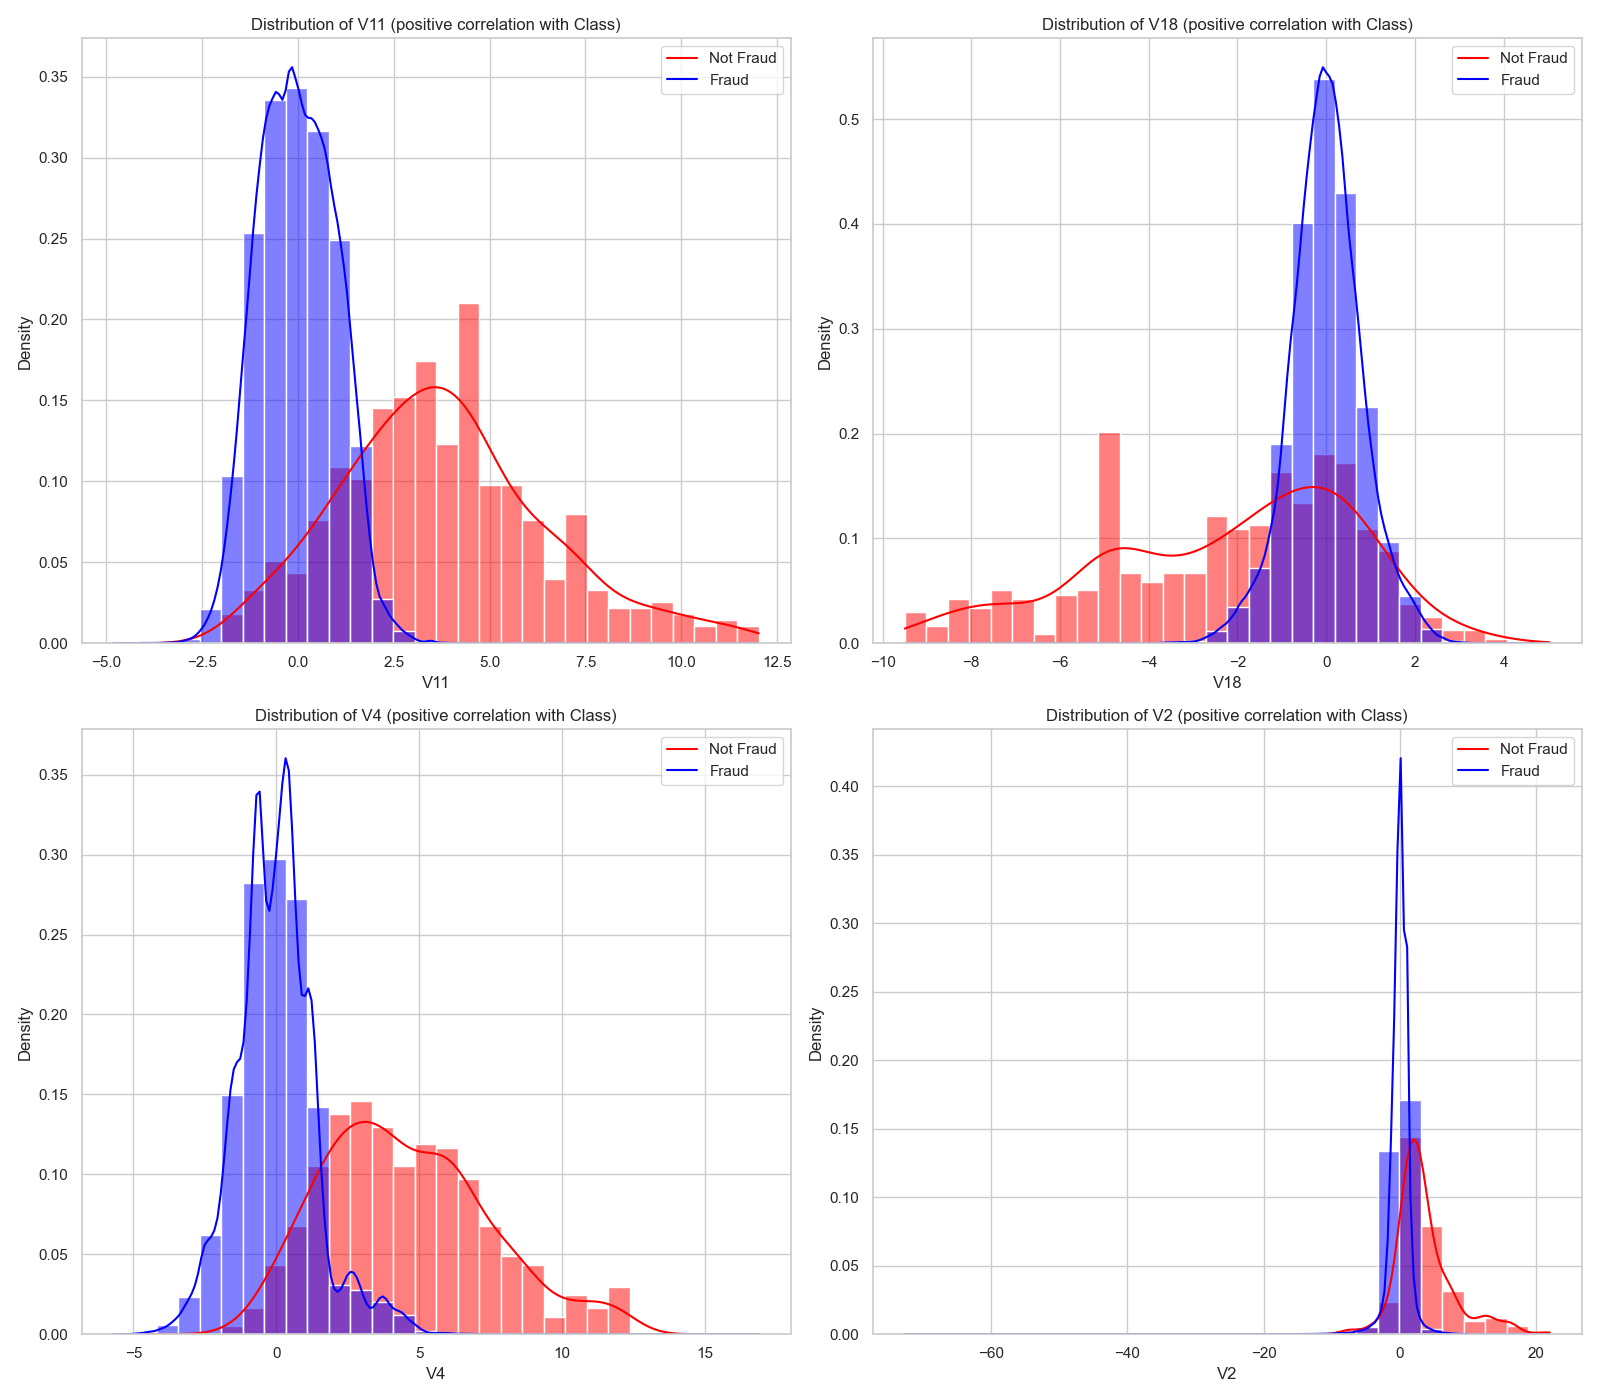 Distribution of V11 (positive correlation with Class)
Not Fraud
Fraud
0.35
0.30
0.25
0.20
0.15
0.10
0.05
0.00
Density
−5.0 −2.5 0.0 2.5 5.0 7.5 10.0 12.5
V11
Distribution of V18 (positive correlation with Class)
Not Fraud
Fraud
0.5
0.4
0.3
0.2
0.1
0.0
Density
−10 −8 −6 −4 −2 0 2 4
V18
Distribution of V4 (positive correlation with Class)
Not Fraud
Fraud
0.35
0.30
0.25
0.20
0.15
0.10
0.05
0.00
Density
−5 0 5 10 15
V4
Distribution of V2 (positive correlation with Class)
Not Fraud
Fraud
0.40
0.35
0.30
0.25
0.20
0.15
0.10
0.05
0.00
Density
−60 −40 −20 0 20
V2